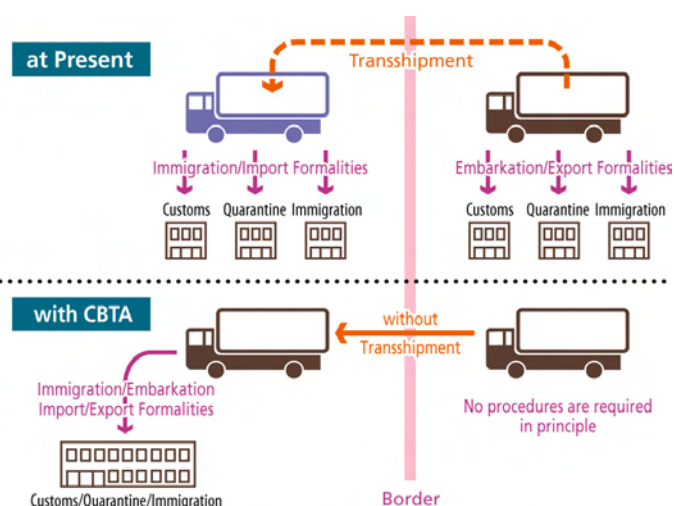 at Present
Transshipment
Immigration/Import Formalities
Embarkation/Export Formalities
Customs Quarantine Immigration
Customs Quarantine Immigration
with CBTA
without
Transshipment
Immigration/Embarkation
Import/Export Formalities
No procedures are required
in principle
Customs/Quarantine/Immigration
Border